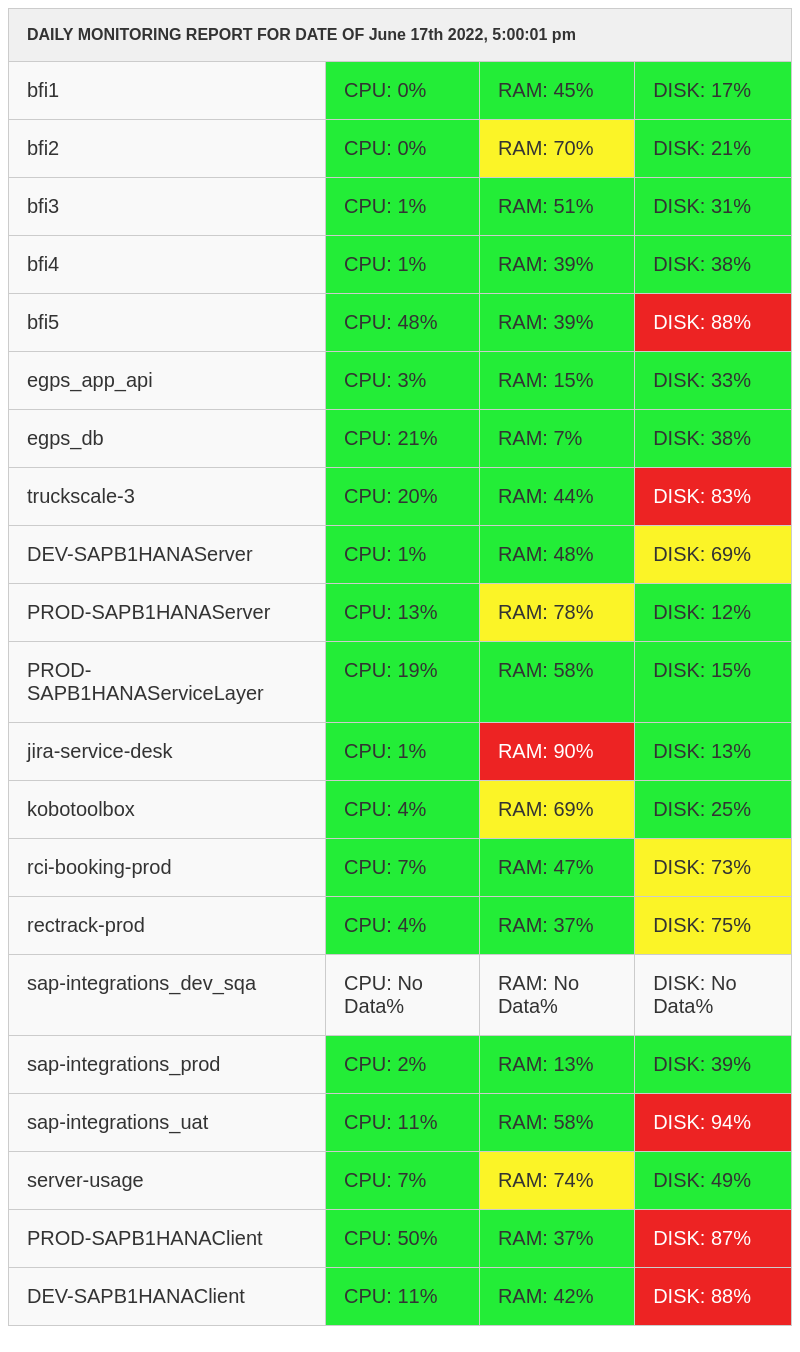 DAILY MONITORING REPORT FOR DATE OF June 17th 2022, 5:00:01 pm
bfi1 CPU: 0% RAM: 45% DISK: 17%
bfi2 CPU: 0% RAM: 70% DISK: 21%
bfi3 CPU: 1% RAM: 51% DISK: 31%
bfi4 CPU: 1% RAM: 39% DISK: 38%
bfi5 CPU: 48% RAM: 39% DISK: 88%
egps_app_api CPU: 3% RAM: 15% DISK: 33%
egps_db CPU: 21% RAM: 7% DISK: 38%
truckscale-3 CPU: 20% RAM: 44% DISK: 83%
DEV-SAPB1HANAServer CPU: 1% RAM: 48% DISK: 69%
PROD-SAPB1HANAServer CPU: 13% RAM: 78% DISK: 12%
PROD- CPU: 19% RAM: 58% DISK: 15%
SAPB1HANAServiceLayer
jira-service-desk CPU: 1% RAM: 90% DISK: 13%
kobotoolbox CPU: 4% RAM: 69% DISK: 25%
rci-booking-prod CPU: 7% RAM: 47% DISK: 73%
rectrack-prod CPU: 4% RAM: 37% DISK: 75%
sap-integrations_dev_sqa CPU: No RAM: No DISK: No
Data% Data% Data%
sap-integrations_prod CPU: 2% RAM: 13% DISK: 39%
sap-integrations_uat CPU: 11% RAM: 58% DISK: 94%
server-usage CPU: 7% RAM: 74% DISK: 49%
PROD-SAPB1HANAClient CPU: 50% RAM: 37% DISK: 87%
DEV-SAPB1HANAClient CPU: 11% RAM: 42% DISK: 88%